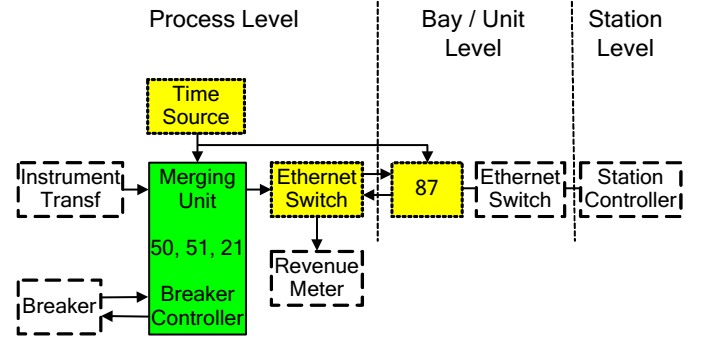 Process Level
Bay / Unit
Level
Station
Level
Time
Source
Instrument
Transf
Merging
Unit
50, 51, 21
Breaker
Controller
Ethernet
Switch
87
Ethernet
Switch
Station
Controller
Revenue
Meter
Breaker